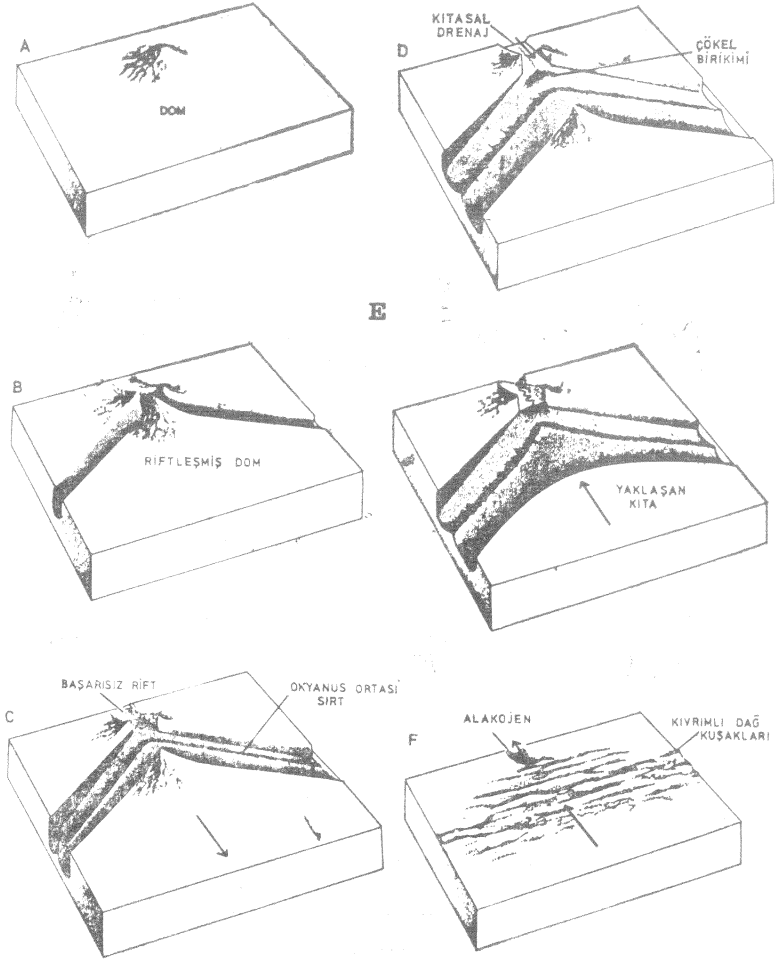 A
DOM
B
RİFTLEŞMİŞ DOM
C
BAŞARISIZ RİFT
OKYANUS ORTASI
SIRT
D
KITASAL
DRENAJ
ÇÖKEL
BİRİKİMİ
E
YAKLAŞAN
KITA
F
ALAKOJEN
KIVRIMLI DAĞ
KUŞAKLARI